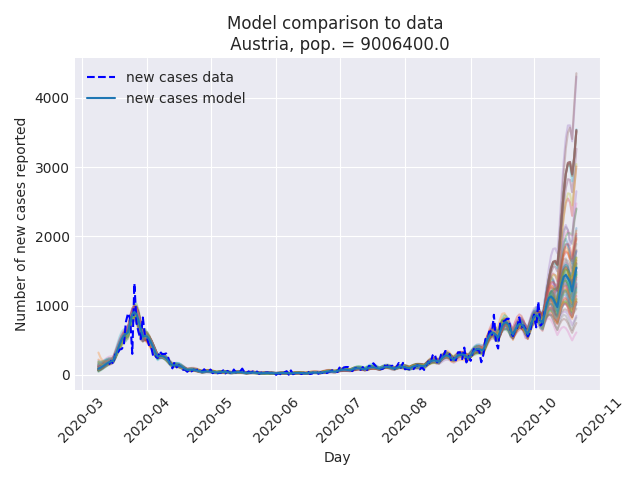 Model comparison to data
Austria, pop. = 9006400.0
new cases data
new cases model
Number of new cases reported
4000
3000
2000
1000
0
2020-03
2020-04
2020-05
2020-06
2020-07
2020-08
2020-09
2020-10
2020-11
Day